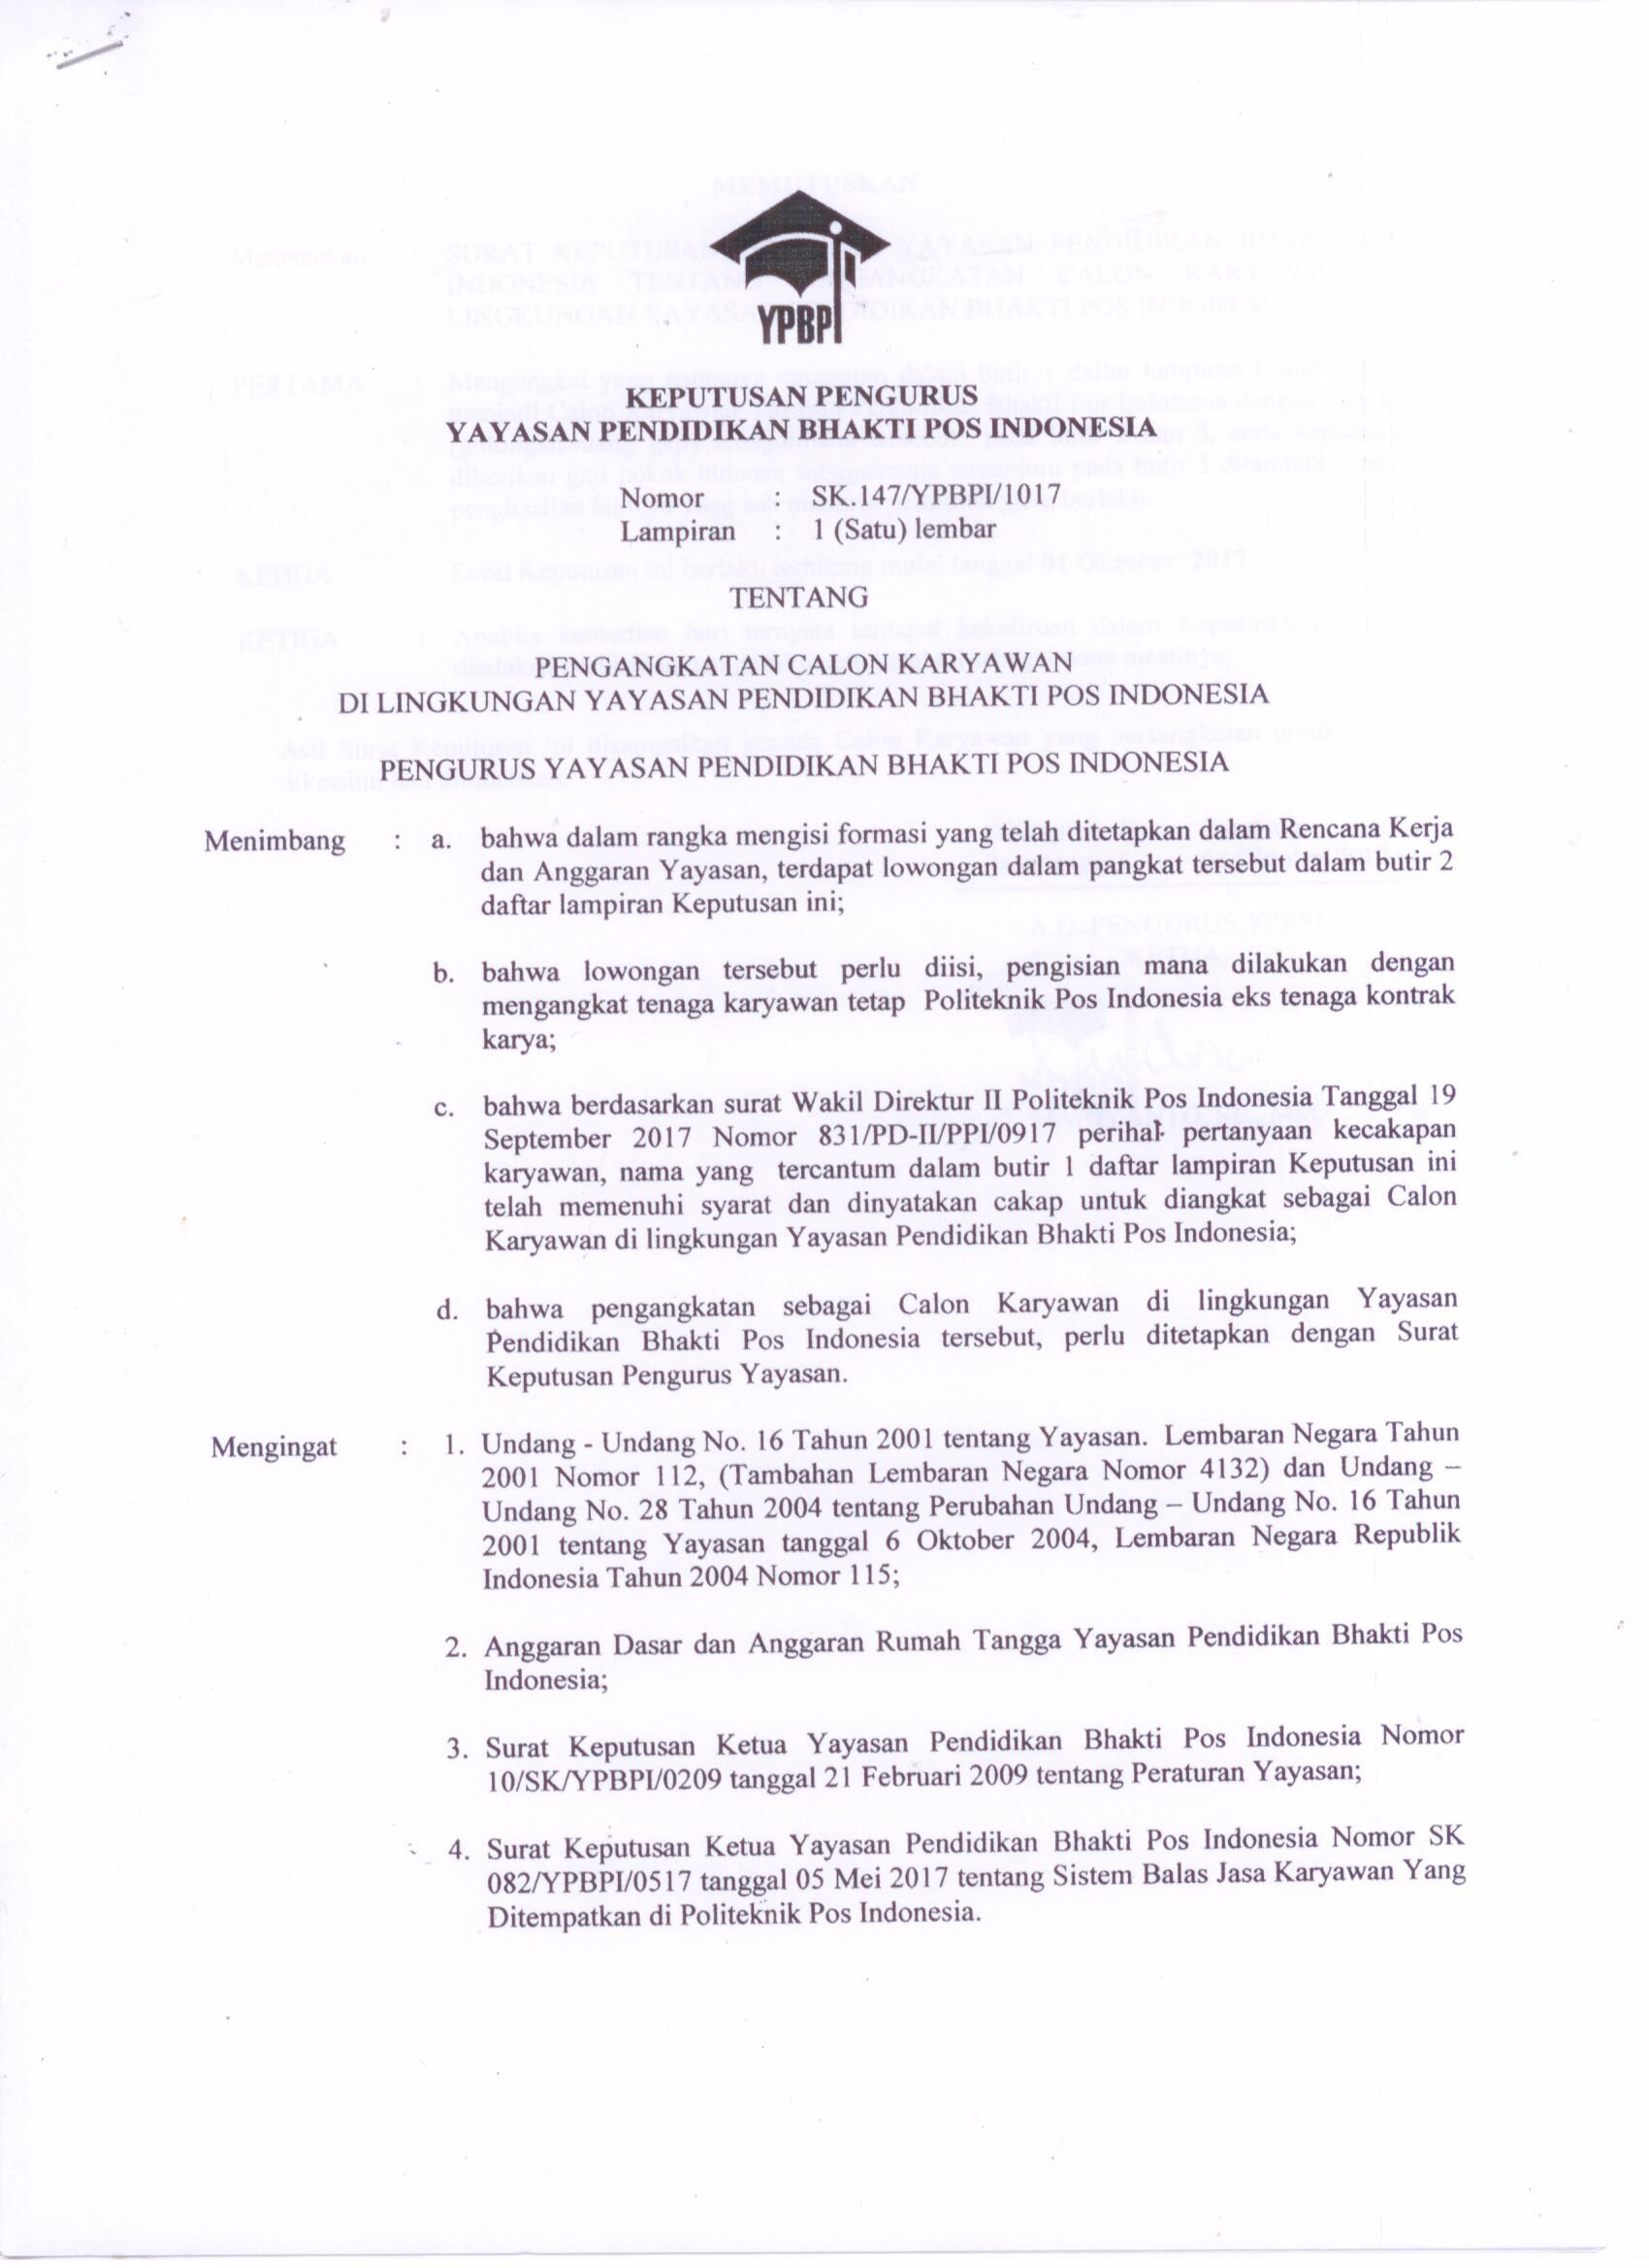 YPBPI
KEPUTUSAN PENGURUS
YAYASAN PENDIDIKAN BHAKTI POS INDONESIA
Nomor : SK.147/YPBPI/1017
Lampiran : 1 (Satu) lembar
TENTANG
PENGANGKATAN CALON KARYAWAN
DI LINGKUNGAN YAYASAN PENDIDIKAN BHAKTI POS INDONESIA
PENGURUS YAYASAN PENDIDIKAN BHAKTI POS INDONESIA
Menimbang : a. bahwa dalam rangka mengisi formasi yang telah ditetapkan dalam Rencana Kerja
dan Anggaran Yayasan, terdapat lowongan dalam pangkat tersebut dalam butir 2
daftar lampiran Keputusan ini;
b. bahwa lowongan tersebut perlu diisi, pengisian mana dilakukan dengan
mengangkat tenaga karyawan tetap Politeknik Pos Indonesia eks tenaga kontrak
karya;
c. bahwa berdasarkan surat Wakil Direktur II Politeknik Pos Indonesia Tanggal 19
September 2017 Nomor 831/PD-II/PPI/0917 perihal pertanyaan kecakapan
karyawan, nama yang tercantum dalam butir 1 daftar lampiran Keputusan ini
telah memenuhi syarat dan dinyatakan cakap untuk diangkat sebagai Calon
Karyawan di lingkungan Yayasan Pendidikan Bhakti Pos Indonesia;
d. bahwa pengangkatan sebagai Calon Karyawan di lingkungan Yayasan
Pendidikan Bhakti Pos Indonesia tersebut, perlu ditetapkan dengan Surat
Keputusan Pengurus Yayasan.
Mengingat : 1. Undang - Undang No. 16 Tahun 2001 tentang Yayasan. Lembaran Negara Tahun
2001 Nomor 112, (Tambahan Lembaran Negara Nomor 4132) dan Undang –
Undang No. 28 Tahun 2004 tentang Perubahan Undang – Undang No. 16 Tahun
2001 tentang Yayasan tanggal 6 Oktober 2004, Lembaran Negara Republik
Indonesia Tahun 2004 Nomor 115;
2. Anggaran Dasar dan Anggaran Rumah Tangga Yayasan Pendidikan Bhakti Pos
Indonesia;
3. Surat Keputusan Ketua Yayasan Pendidikan Bhakti Pos Indonesia Nomor
10/SK/YPBPI/0209 tanggal 21 Februari 2009 tentang Peraturan Yayasan;
4. Surat Keputusan Ketua Yayasan Pendidikan Bhakti Pos Indonesia Nomor SK
082/YPBPI/0517 tanggal 05 Mei 2017 tentang Sistem Balas Jasa Karyawan Yang
Ditempatkan di Politeknik Pos Indonesia.